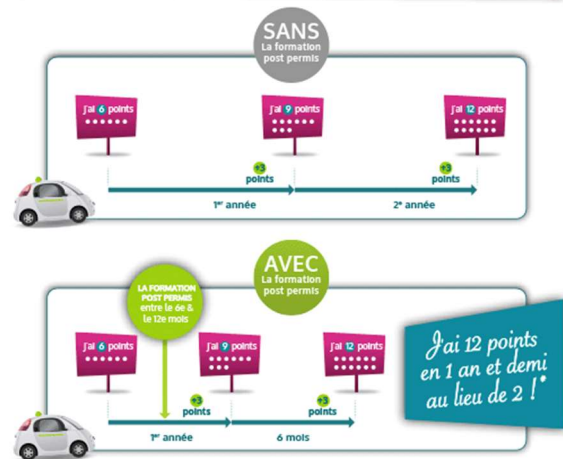 SANS
La formation
post permis
J'ai 6 points
J'ai 9 points
J'ai 12 points
+3
points
+3
points
1er année
2e année
AVEC
La formation
post permis
LA FORMATION
POST PERMIS
entre le 6e &
le 12e mois
J'ai 6 points
J'ai 9 points
J'ai 12 points
+3
points
+3
points
1er année
6 mois
J'ai 12 points
en 1 an et demi
au lieu de 2 !*